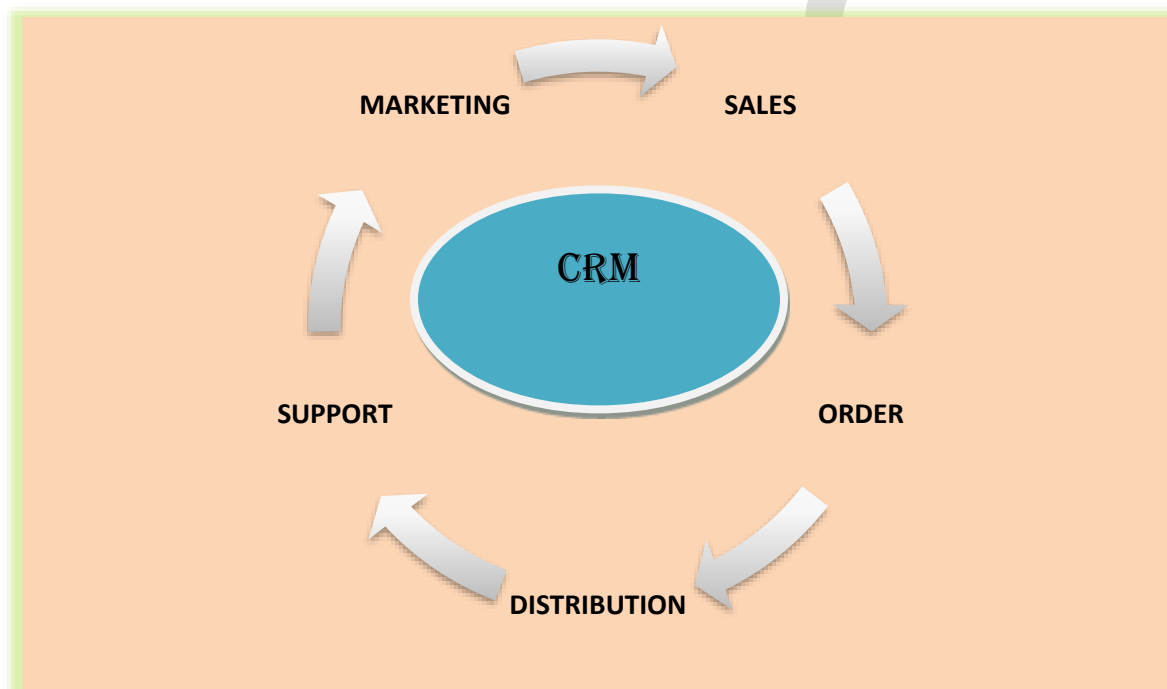 MARKETING
SALES
CRM
SUPPORT
ORDER
DISTRIBUTION